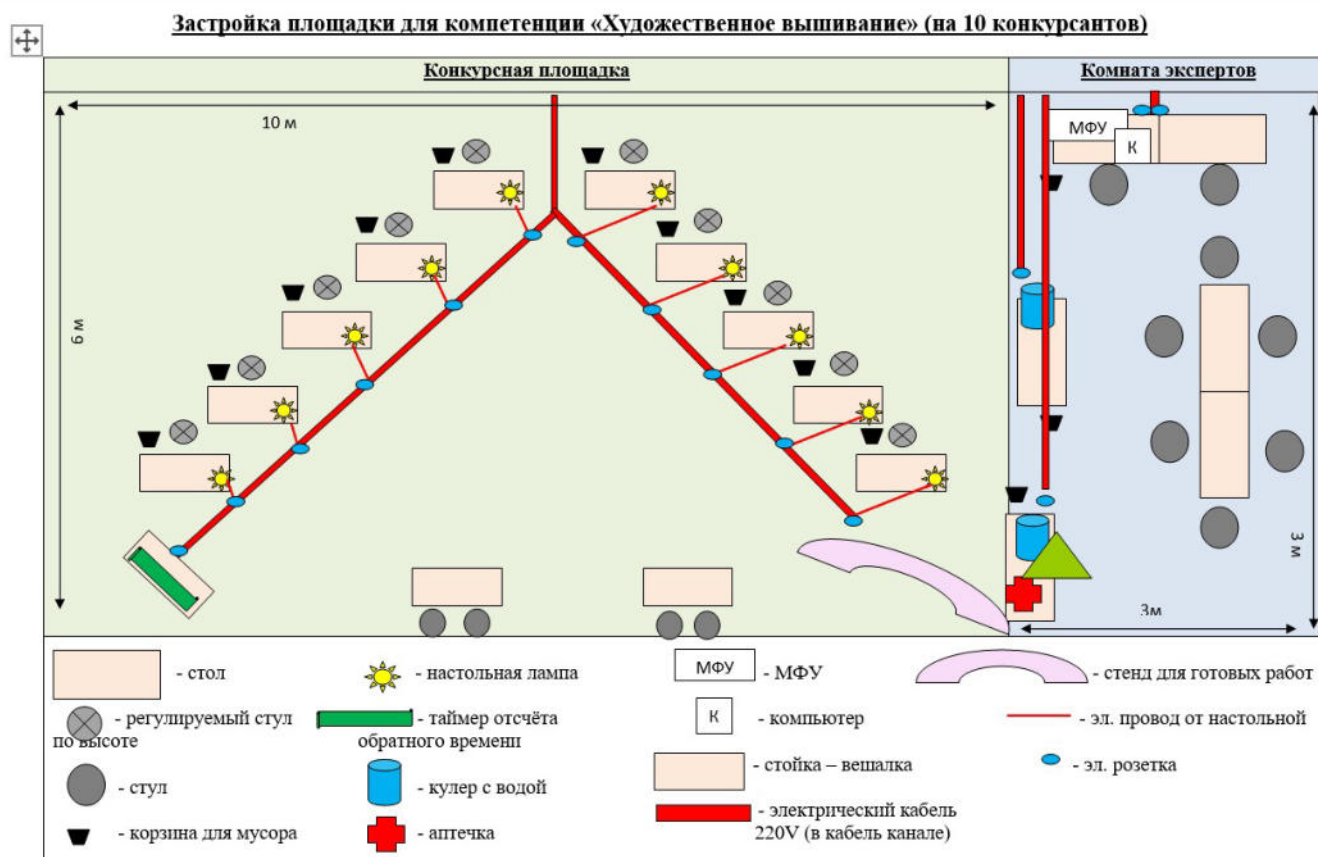 Застройка площадки для компетенции «Художественное вышивание» (на 10 конкурсантов)
Конкурсная площадка
Комната экспертов
10 м
6 м
МФУ
К
3 м
3м
- стол
- настольная лампа
МФУ - МФУ
- стенд для готовых работ
- регулируемый стул
по высоте
- таймер отсчёта
обратного времени
К - компьютер
- эл. провод от настольной
- стул
- кулер с водой
- стойка – вешалка
- эл. розетка
- корзина для мусора
- аптечка
- электрический кабель
220V (в кабель канале)